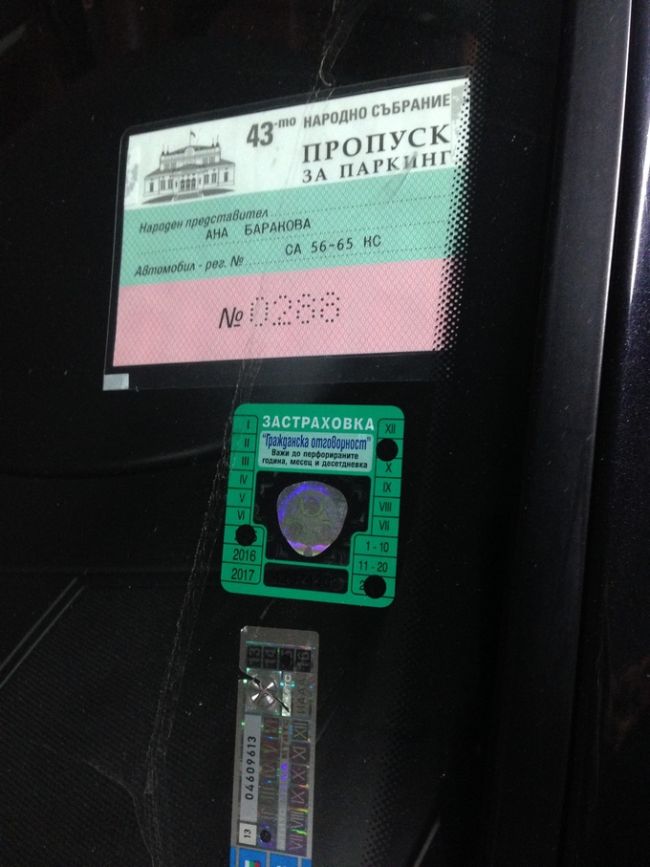 43-то НАРОДНО СЪБРАНИЕ
ПРОПУСК
ЗА ПАРКИНГ
Народен представител
АНА БАРАКОВА
Автомобил - рег. № СА 56-65 НС
№ 0288
ЗАСТРАХОВКА
"Гражданска отговорност"
Важи до перфорираните
година, месец и десетдневка
I
II
III
IV
V
VI
2016
2017
XII
X
IX
VIII
VII
1 - 10
11 - 20
04609613
13